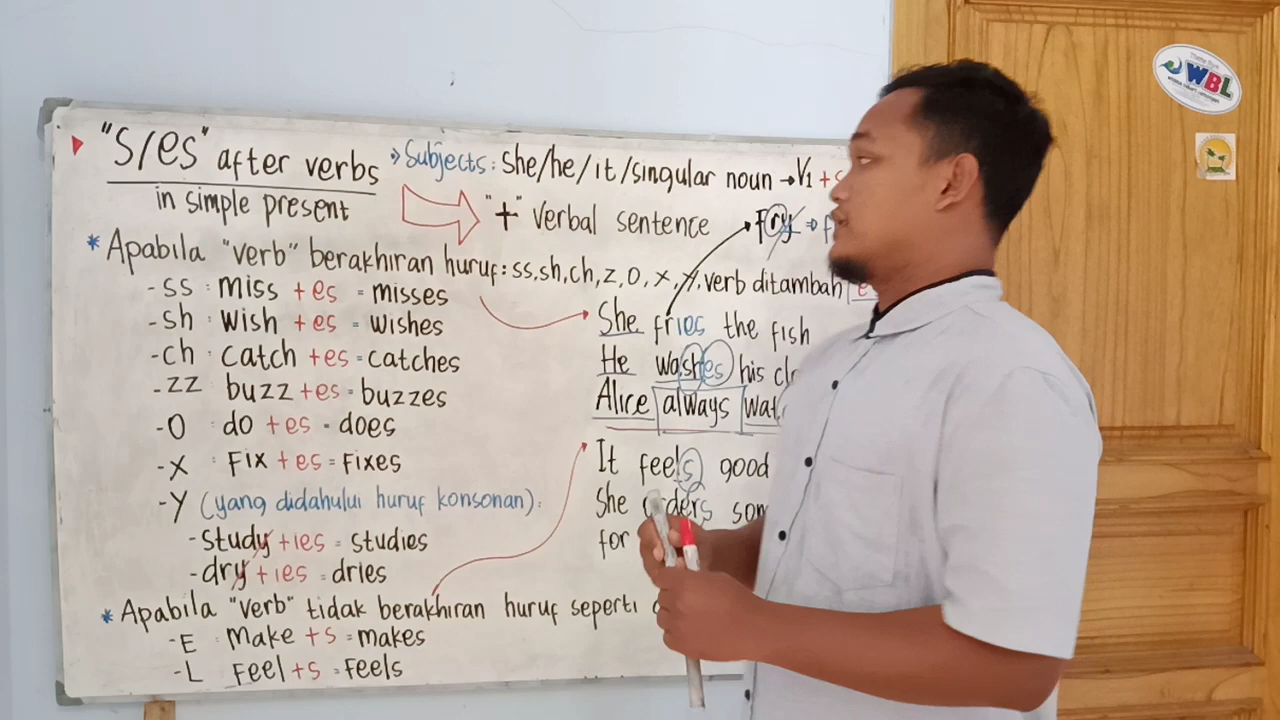 "S/es" after verbs
in simple present
Subjects: she/he/it/singular noun → V1 + s
"+" verbal sentence
fry ⇒ f
* Apabila "verb" berakhiran huruf: ss, sh, ch, z, o, x, y, verb ditambah e
- ss : miss + es = misses
- sh : wish + es = wishes
- ch : catch + es = catches
- zz buzz + es = buzzes
- O do + es = does
- X Fix + es = Fixes
- Y (yang didahului huruf konsonan):
- study + ies = studies
- dry + ies = dries
She fries the fish
He washes his cl
Alice always wat
It feels good
She orders som
for
* Apabila "verb" tidak berakhiran huruf seperti
- E : make + s = makes
- L Feel + s = Feels
WBL